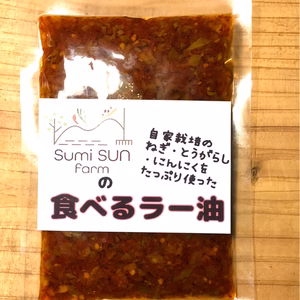 Sumi SUN
farm
の
自家栽培の
ねぎ・とうがらし
・にんにくを
たっぷり使った
食べるラー油